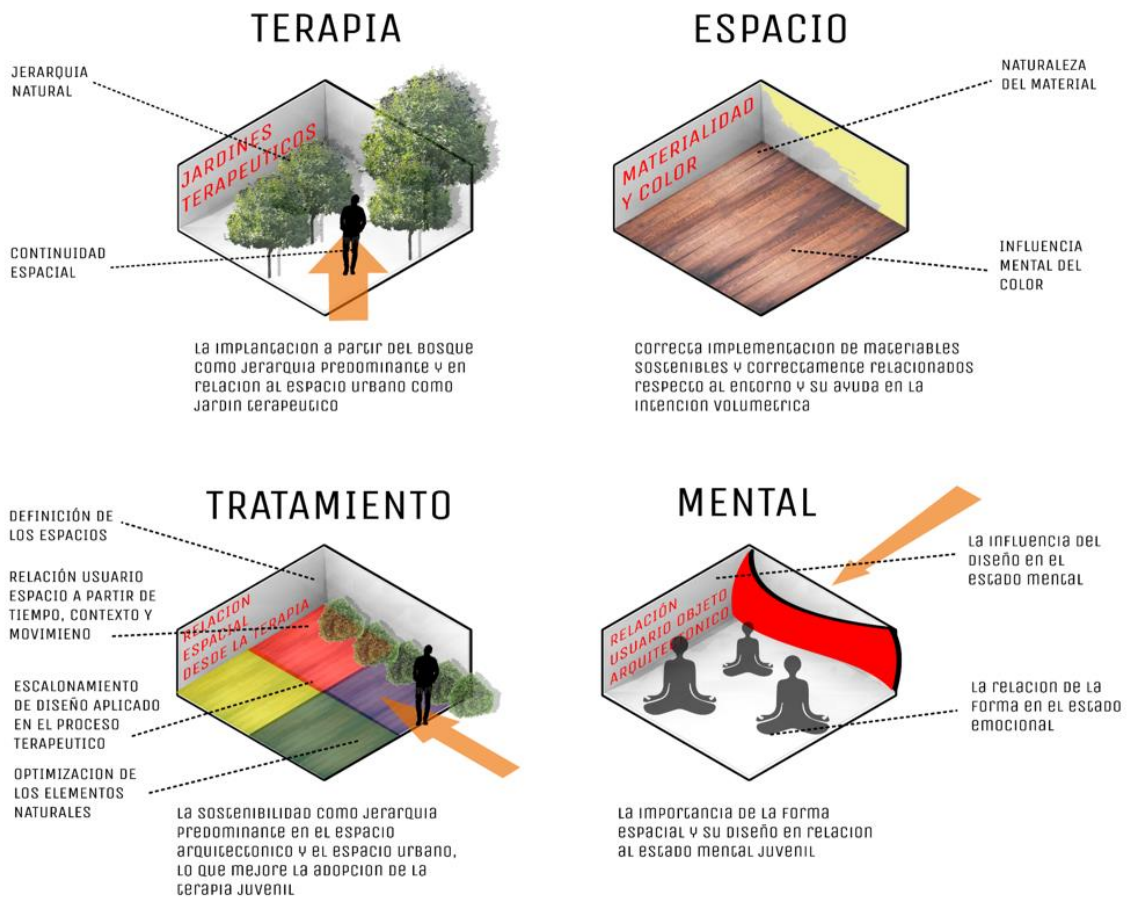 TERAPIA
JERARQUIA
NATURAL
JARDINES
TERAPEUTICOS
CONTINUIDAD
ESPACIAL
La implantacion a partir del bosque
como jerarquia predominante y en
relacion al espacio urbano como
jardin terapeutico
ESPACIO
NATURALEZA
DEL MATERIAL
MATERIALIDAD
Y COLOR
INFLUENCIA
MENTAL DEL
COLOR
Correcta implementacion de materiables
sostenibles y correctamente relacionados
respecto al entorno y su ayuda en la
intencion volumetrica
TRATAMIENTO
DEFINICIÓN DE
LOS ESPACIOS
RELACIÓN USUARIO
ESPACIO A PARTIR DE
TIEMPO, CONTEXTO Y
MOVIMIENO
RELACION
ESPACIAL
DESDE LA TERAPIA
ESCALONAMIENTO
DE DISEÑO APLICADO
EN EL PROCESO
TERAPEUTICO
OPTIMIZACION DE
LOS ELEMENTOS
NATURALES
La sostenibilidad como jerarquia
predominante en el espacio
arquitectonico y el espacio urbano,
lo que mejore la adopcion de la
terapia juvenil
MENTAL
La influencia del
diseño en el
estado mental
RELACIÓN
USUARIO OBJETO
ARQUITECTONICO
La relacion de la
forma en el estado
emocional
La importancia de la forma
espacial y su diseño en relacion
al estado mental juvenil